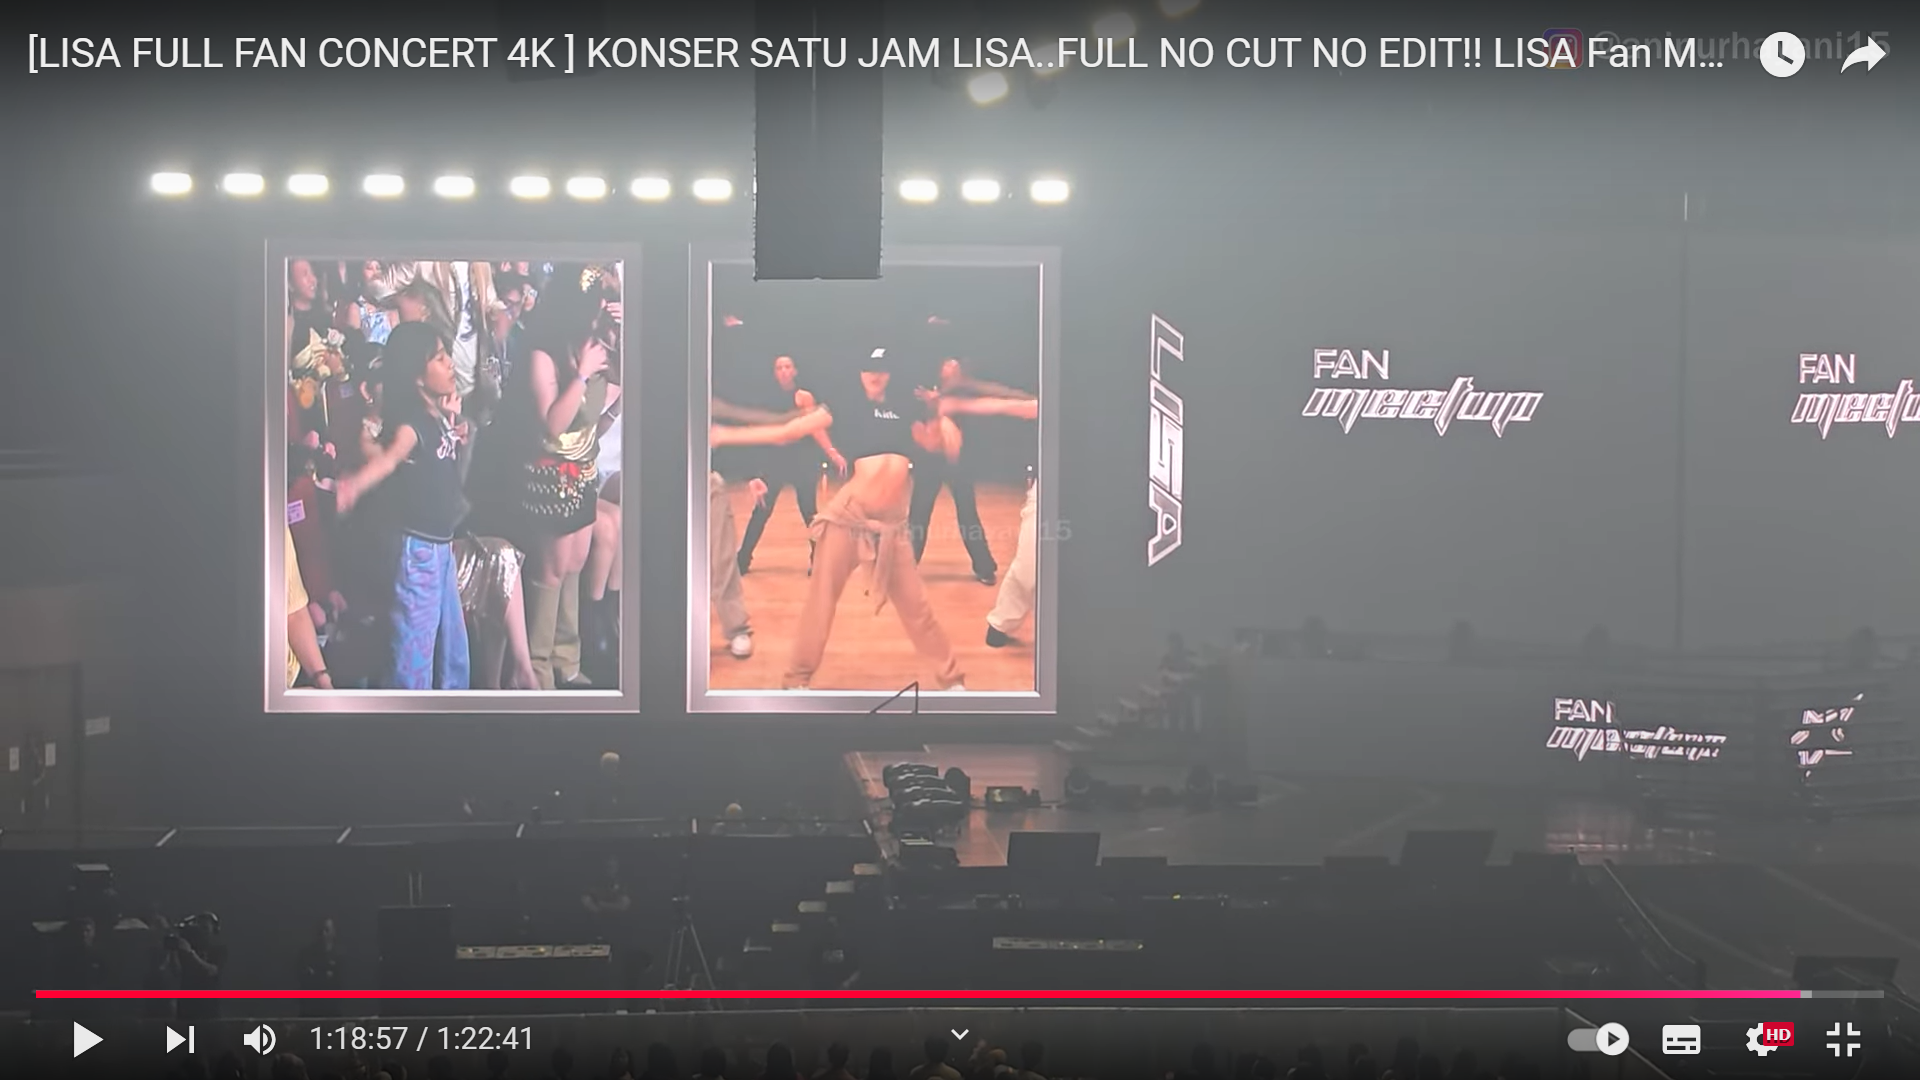 [LISA FULL FAN CONCERT 4K ] KONSER SATU JAM LISA..FULL NO CUT NO EDIT!! LISA Fan M...
LISA
FAN
meetup
FAN
FAN
1:18:57 / 1:22:41
HD